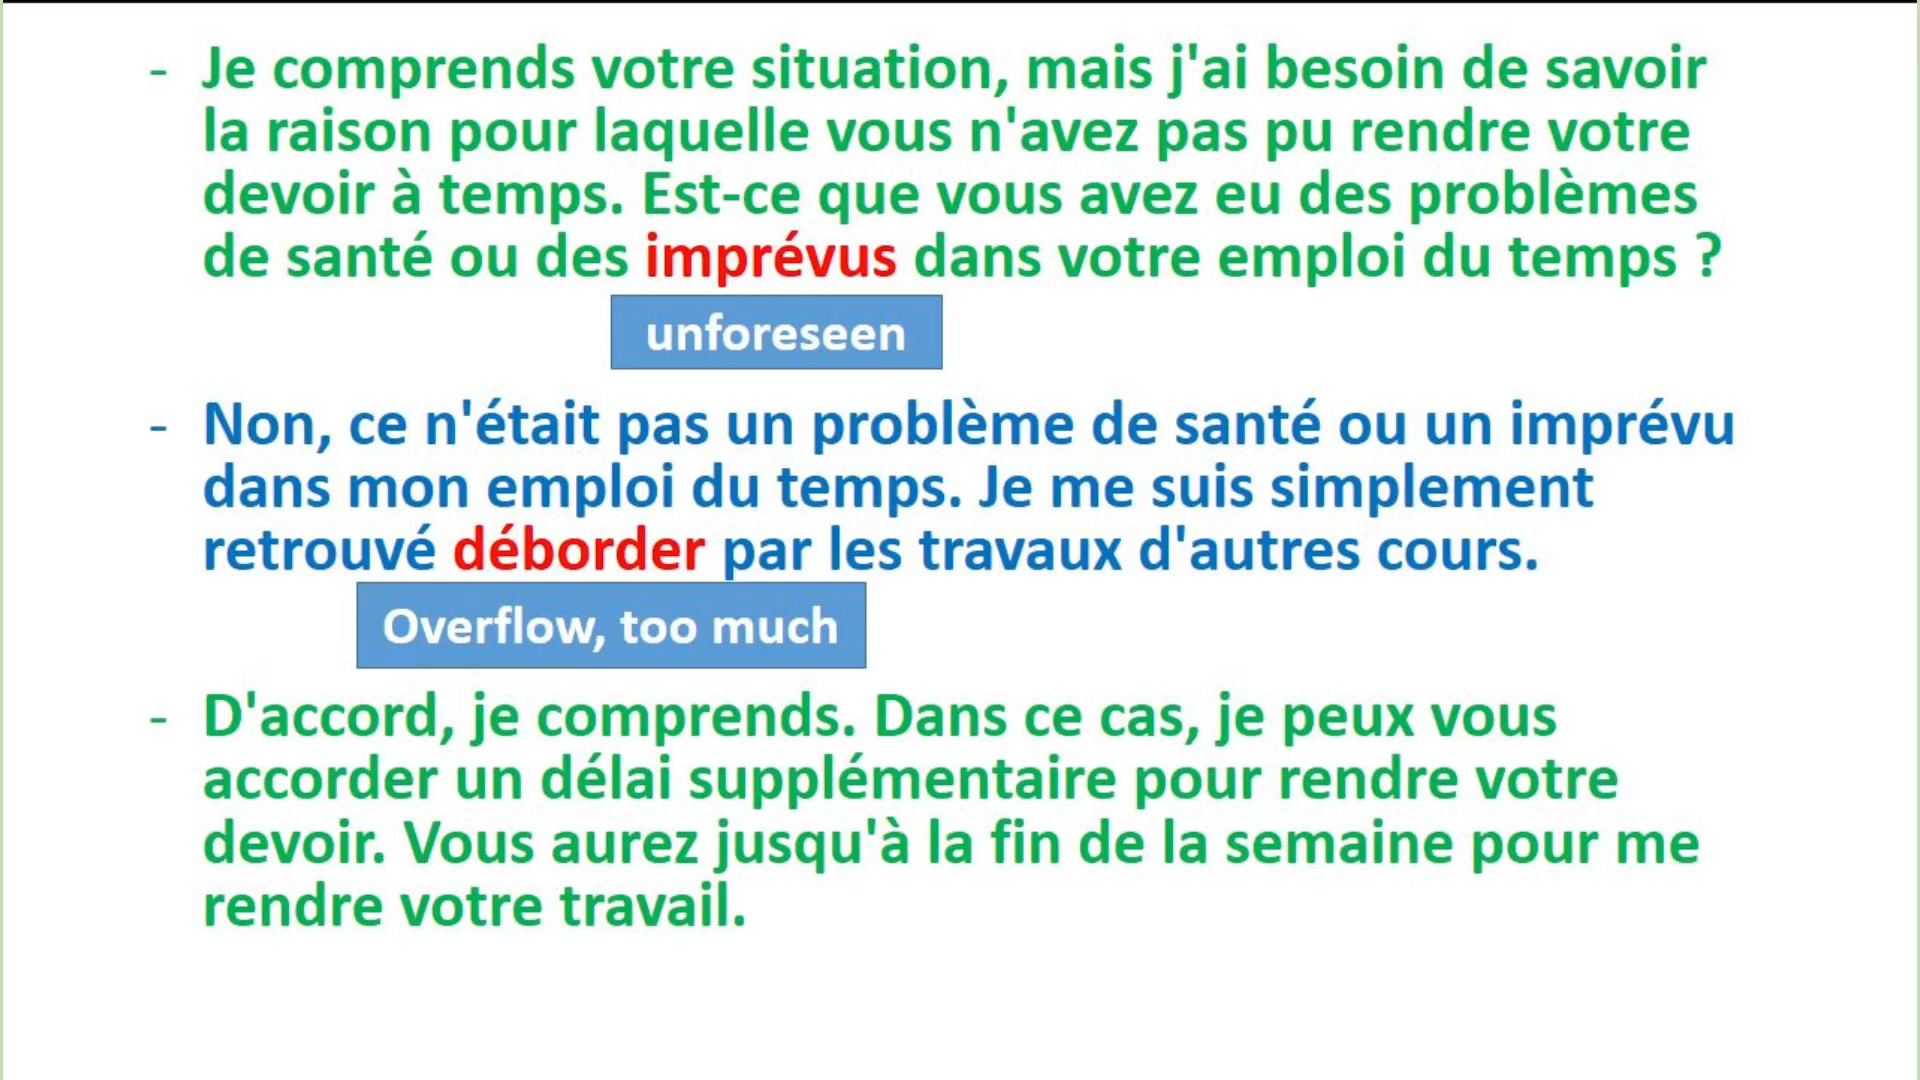 - Je comprends votre situation, mais j'ai besoin de savoir
la raison pour laquelle vous n'avez pas pu rendre votre
devoir à temps. Est-ce que vous avez eu des problèmes
de santé ou des imprévus dans votre emploi du temps ?
unforeseen
- Non, ce n'était pas un problème de santé ou un imprévu
dans mon emploi du temps. Je me suis simplement
retrouvé déborder par les travaux d'autres cours.
Overflow, too much
- D'accord, je comprends. Dans ce cas, je peux vous
accorder un délai supplémentaire pour rendre votre
devoir. Vous aurez jusqu'à la fin de la semaine pour me
rendre votre travail.